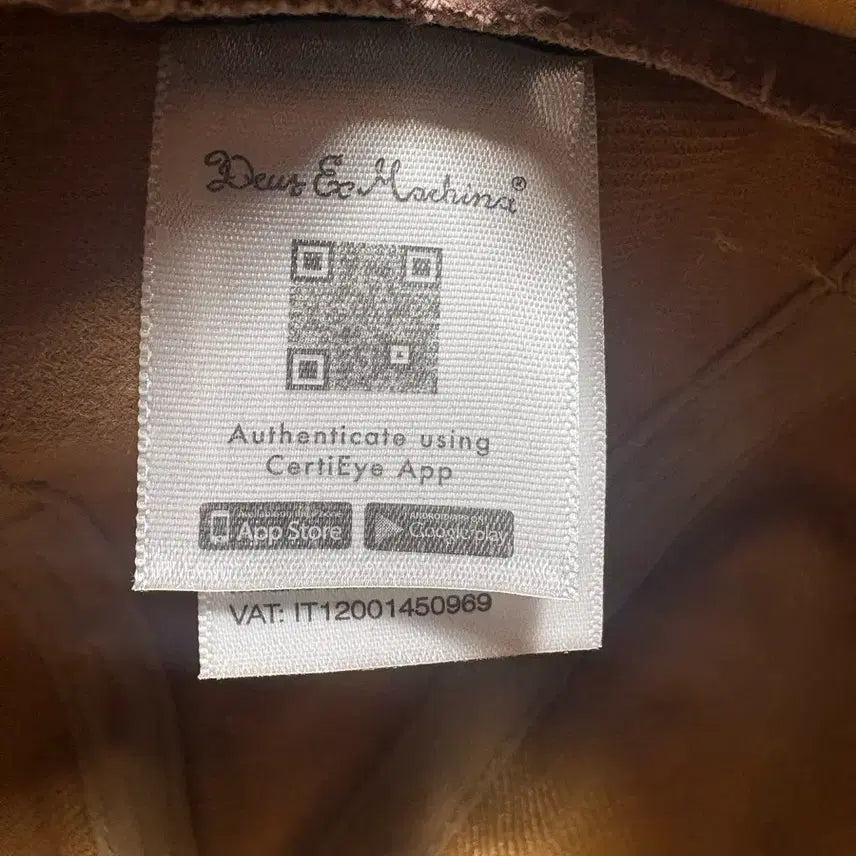 Deus Ex Machina®
Authenticate using
CertiEye App
App Store
Google play
VAT: IT12001450969